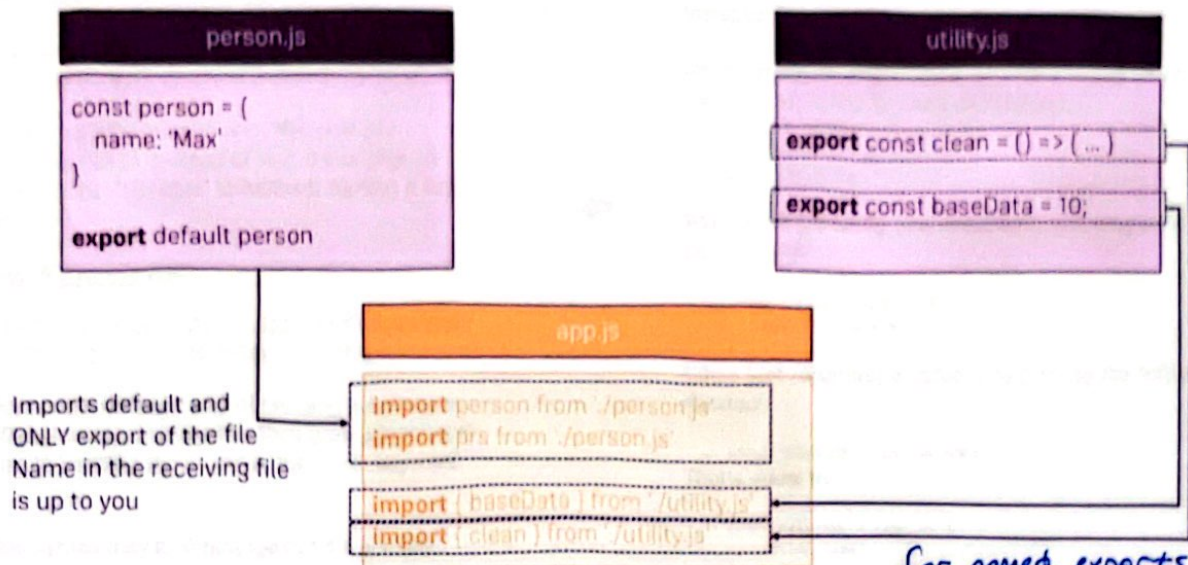 person.js
const person = {
name: 'Max'
}
export default person
utility.js
export const clean = () => { ... }
export const baseData = 10;
app.js
Imports default and
ONLY export of the file
Name in the receiving file
is up to you
import person from './person.js'
import prs from './person.js'
import { baseData } from './utility.js'
import { clean } from './utility.js'
for named exports